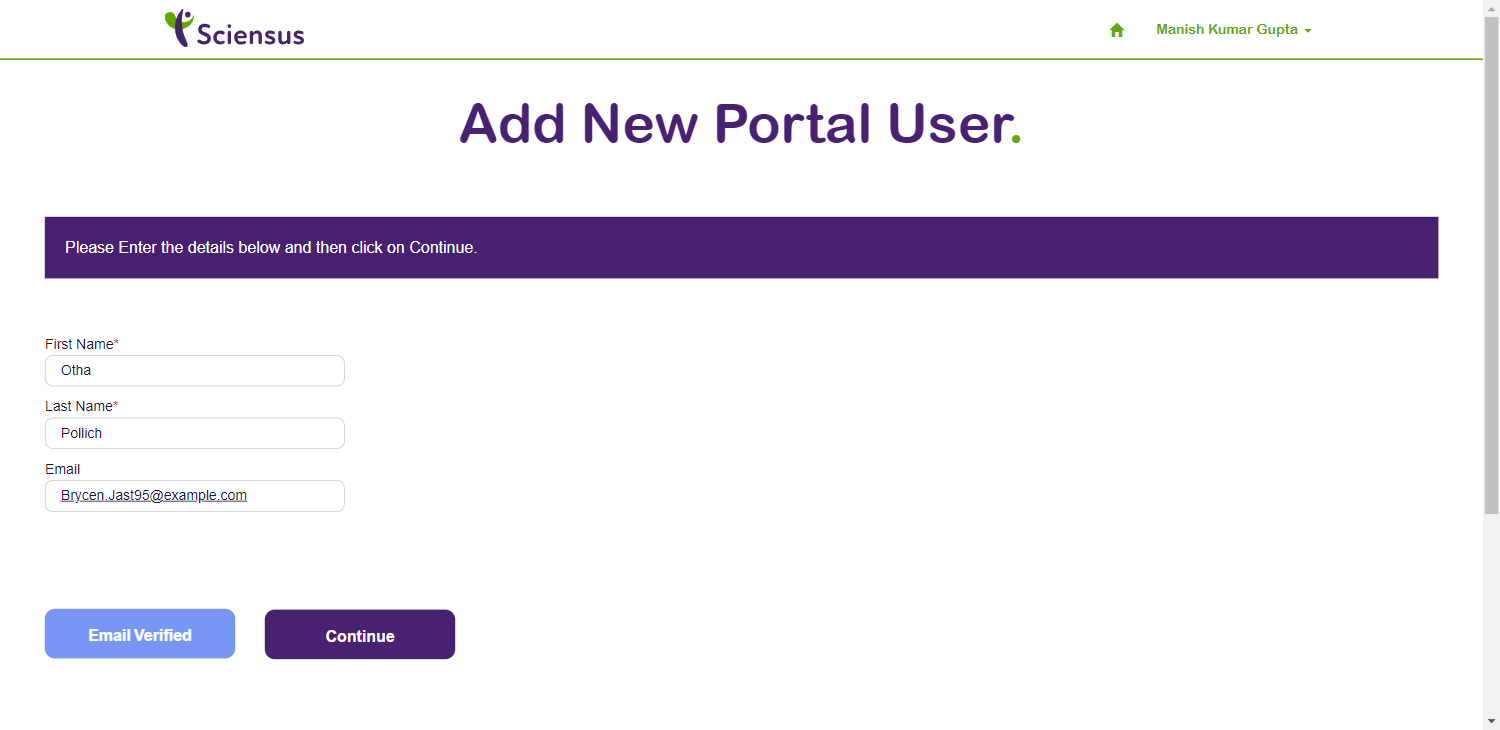 Sciensus
Manish Kumar Gupta
Add New Portal User.
Please Enter the details below and then click on Continue.
First Name*
Otha
Last Name*
Pollich
Email
Brycen.Jast95@example.com
Email Verified
Continue